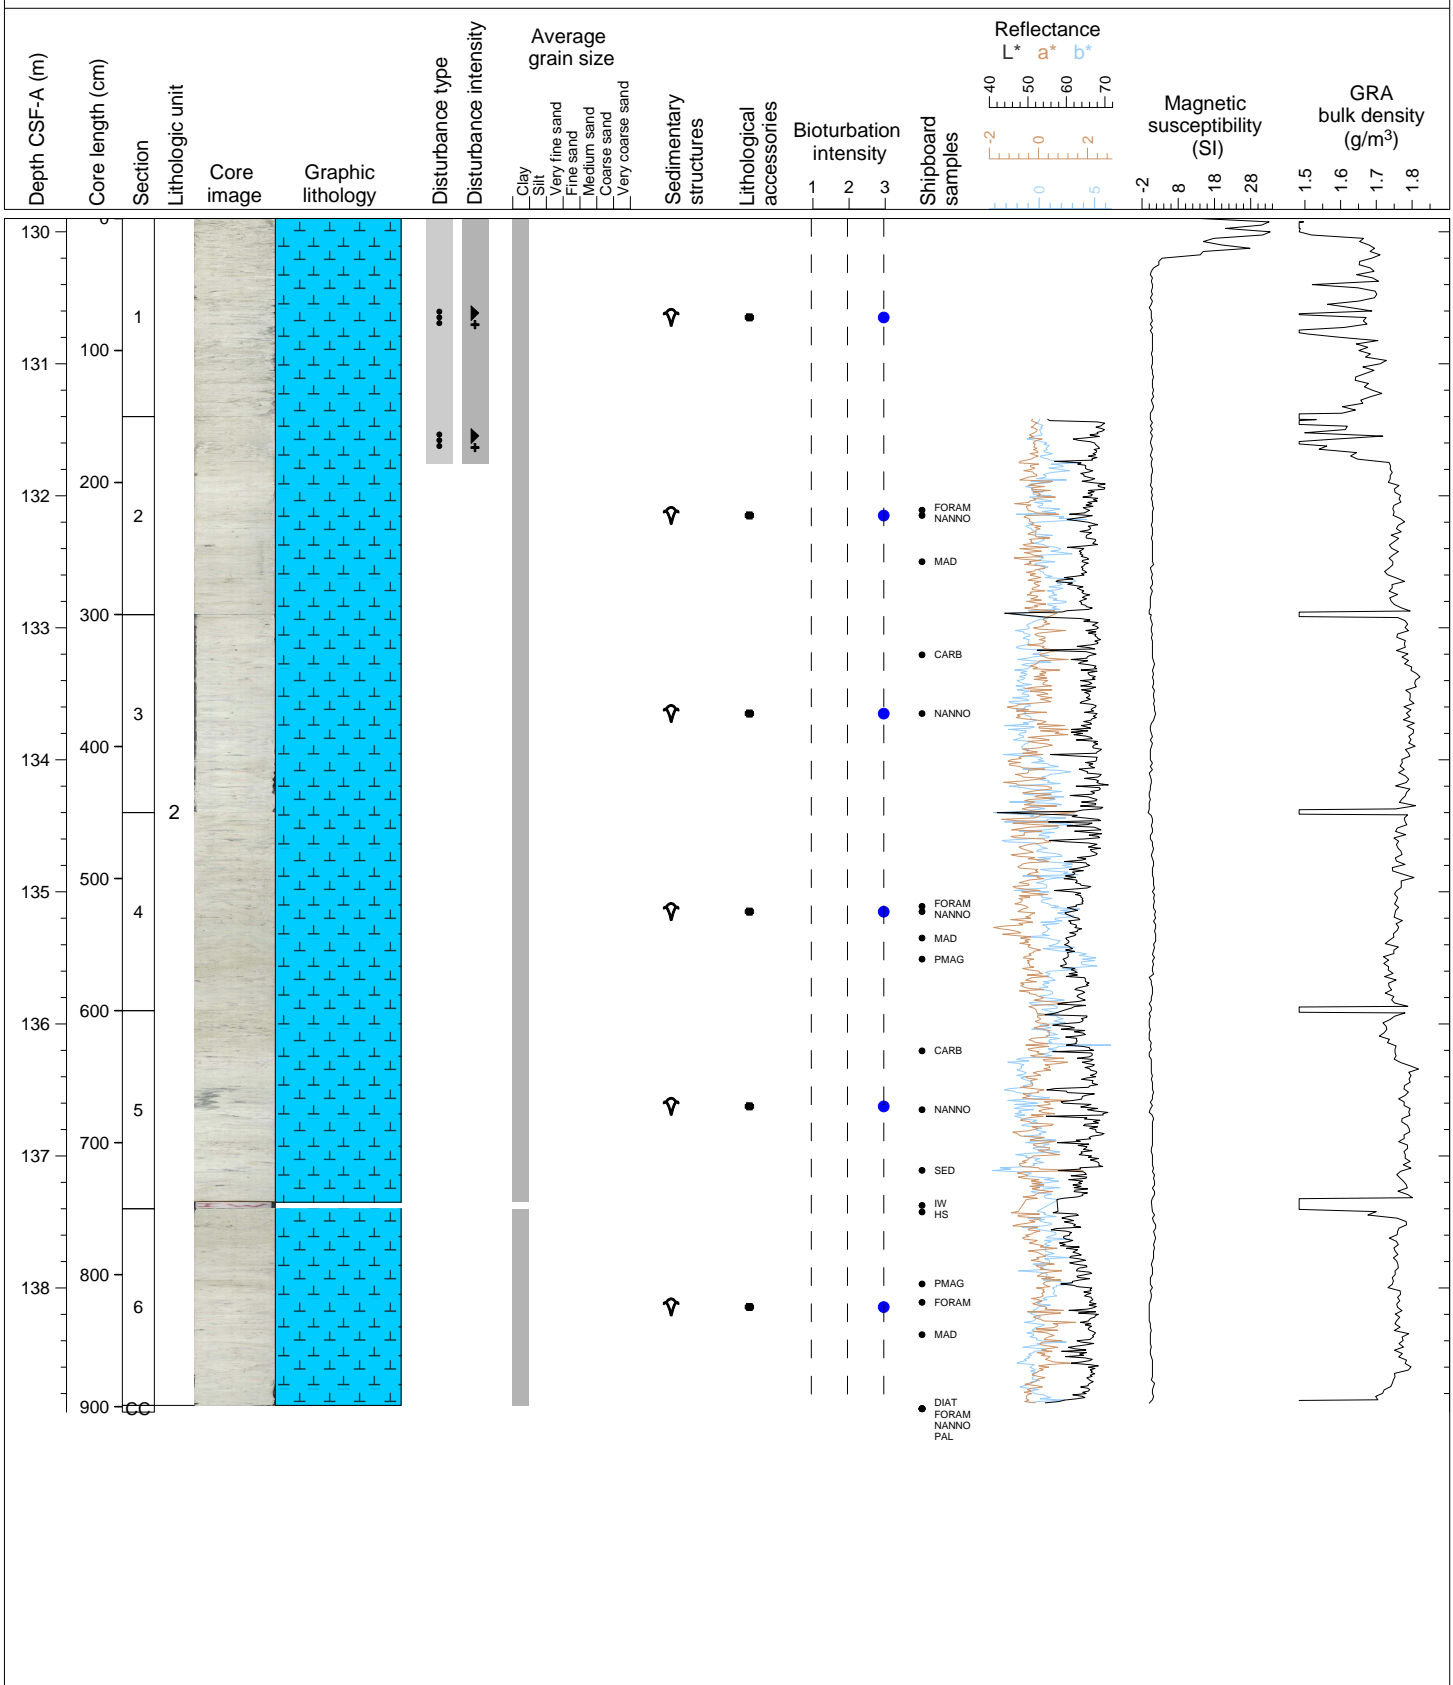 Depth CSF-A (m)
Core length (cm)
Section
Lithologic unit
Core
image
Graphic
lithology
Disturbance type
Disturbance intensity
Average
grain size
Clay
Silt
Very fine sand
Fine sand
Medium sand
Coarse sand
Very coarse sand
Sedimentary
structures
Lithological
accessories
Bioturbation
intensity
1 2 3
Shipboard
samples
Reflectance
L* a* b*
40 50 60 70
-2 0 2
0 5
Magnetic
susceptibility
(SI)
-2 8 18 28
GRA
bulk density
(g/m³)
1.5 1.6 1.7 1.8
0
130
1
100
131
200
132
2
FORAM
NANNO
MAD
300
133
CARB
3
NANNO
400
134
2
500
135
4
FORAM
NANNO
MAD
PMAG
600
136
CARB
5
NANNO
700
137
SED
IW
HS
800
138
PMAG
6
FORAM
MAD
900
CC
DIAT
FORAM
NANNO
PAL